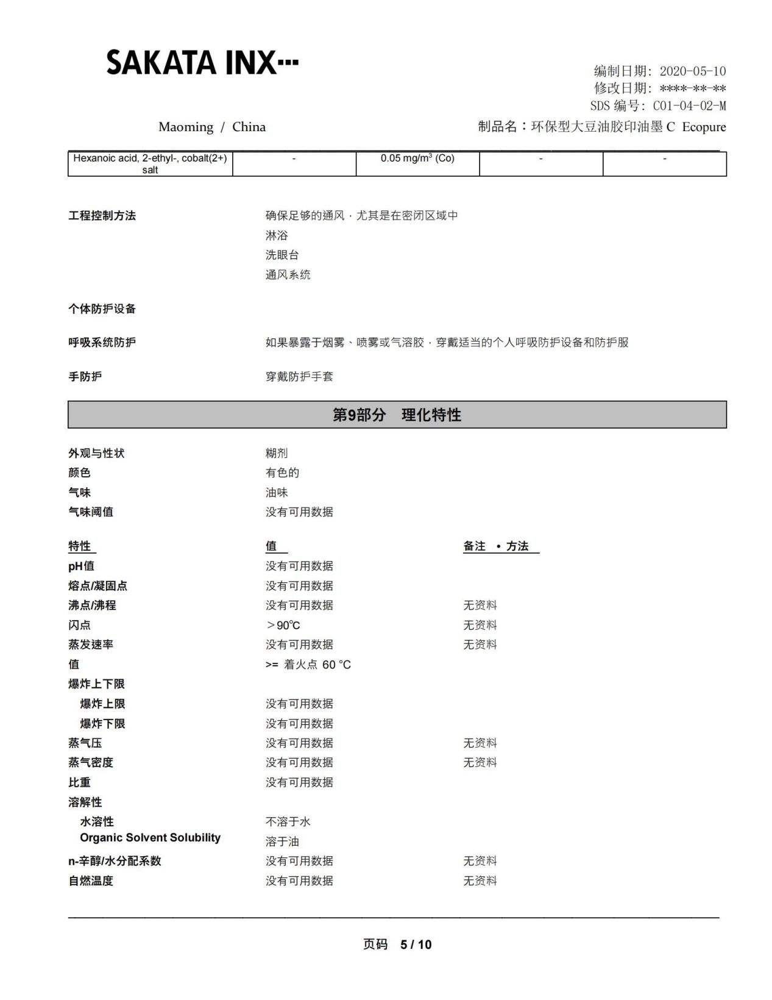 SAKATA INX
编制日期: 2020-05-10
修改日期: ****-**-**
SDS 编号: C01-04-02-M
Maoming / China 制品名：环保型大豆油胶印油墨 C Ecopure
Hexanoic acid, 2-ethyl-, cobalt(2+) salt - 0.05 mg/m³ (Co) - -
工程控制方法 确保足够的通风，尤其是在密闭区域中
淋浴
洗眼台
通风系统
个体防护设备
呼吸系统防护 如果暴露于烟雾、喷雾或气溶胶，穿戴适当的个人呼吸防护设备和防护服
手防护 穿戴防护手套
第9部分 理化特性
外观与性状 糊剂
颜色 有色的
气味 油味
气味阈值 没有可用数据
特性 值 备注 • 方法
pH值 没有可用数据
熔点/凝固点 没有可用数据
沸点/沸程 没有可用数据 无资料
闪点 ＞90℃ 无资料
蒸发速率 没有可用数据 无资料
值 >= 着火点 60 °C
爆炸上下限
爆炸上限 没有可用数据
爆炸下限 没有可用数据
蒸气压 没有可用数据 无资料
蒸气密度 没有可用数据 无资料
比重 没有可用数据
溶解性
水溶性 不溶于水
Organic Solvent Solubility 溶于油
n-辛醇/水分配系数 没有可用数据 无资料
自燃温度 没有可用数据 无资料
页码 5 / 10